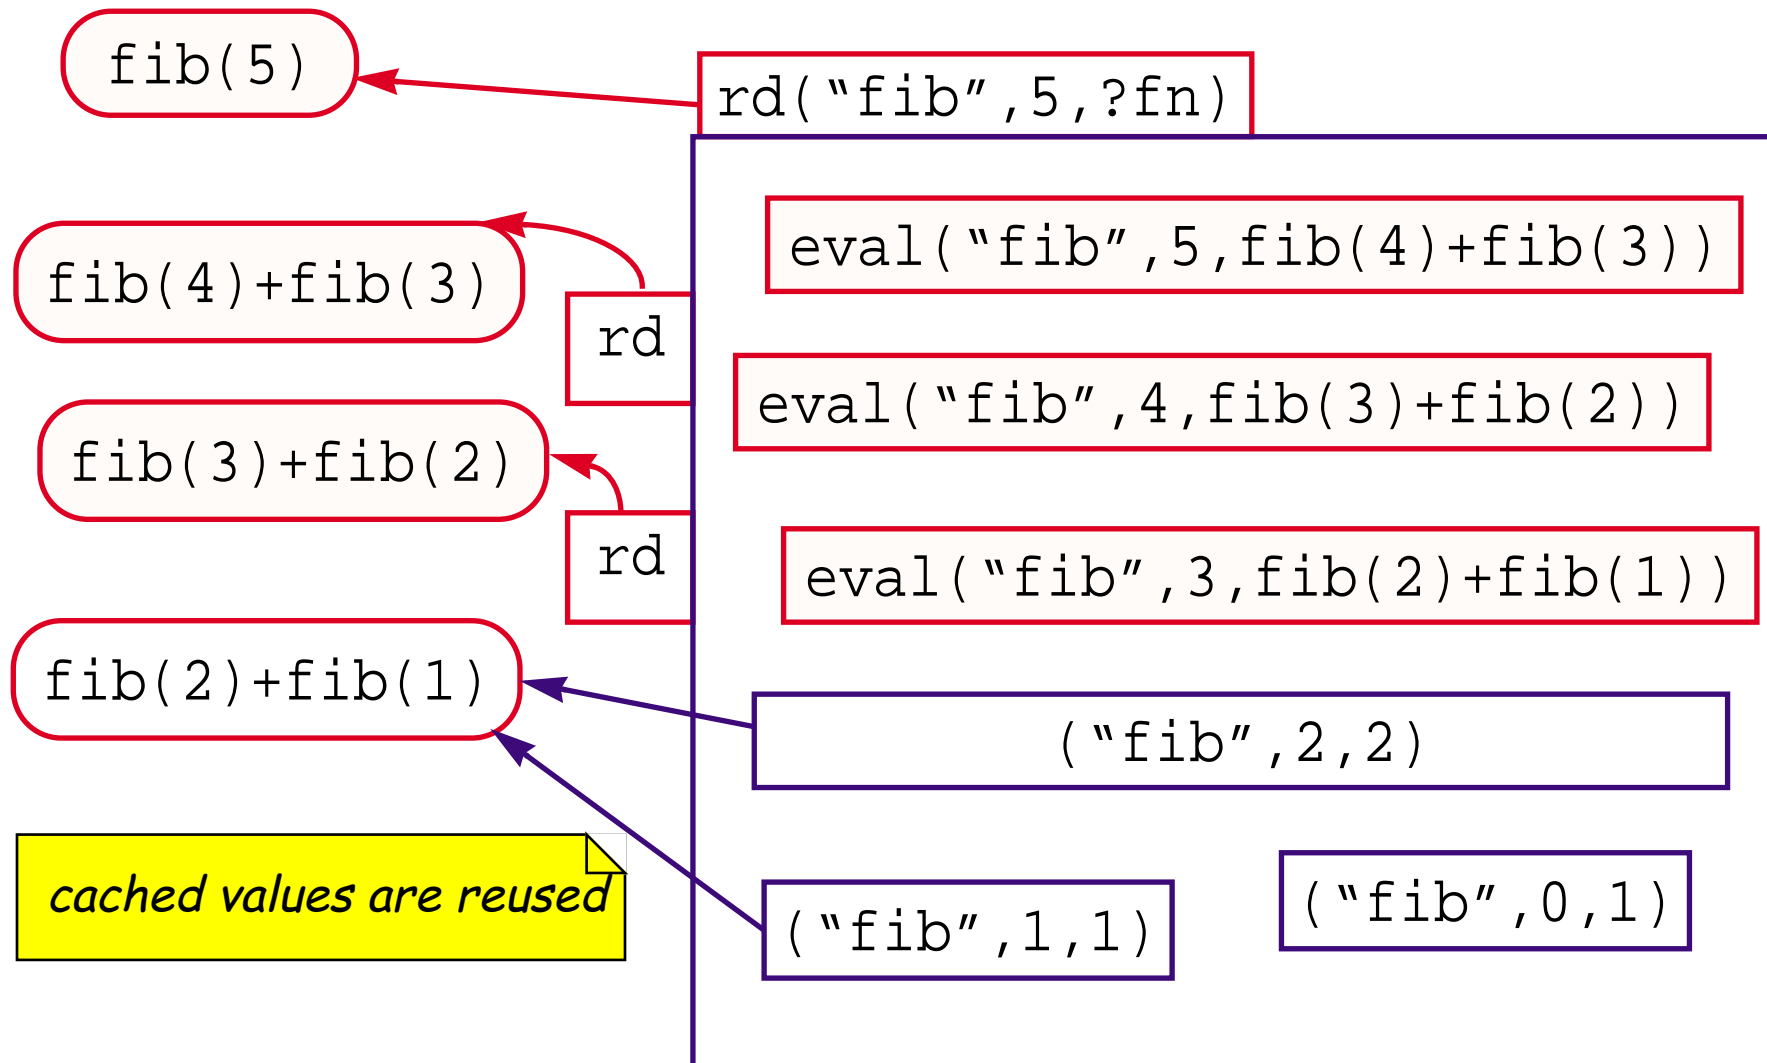 fib(5)
rd(“fib”,5,?fn)
eval(“fib”,5,fib(4)+fib(3))
fib(4)+fib(3)
rd
eval(“fib”,4,fib(3)+fib(2))
fib(3)+fib(2)
rd
eval(“fib”,3,fib(2)+fib(1))
fib(2)+fib(1)
(“fib”,2,2)
cached values are reused
(“fib”,1,1)
(“fib”,0,1)